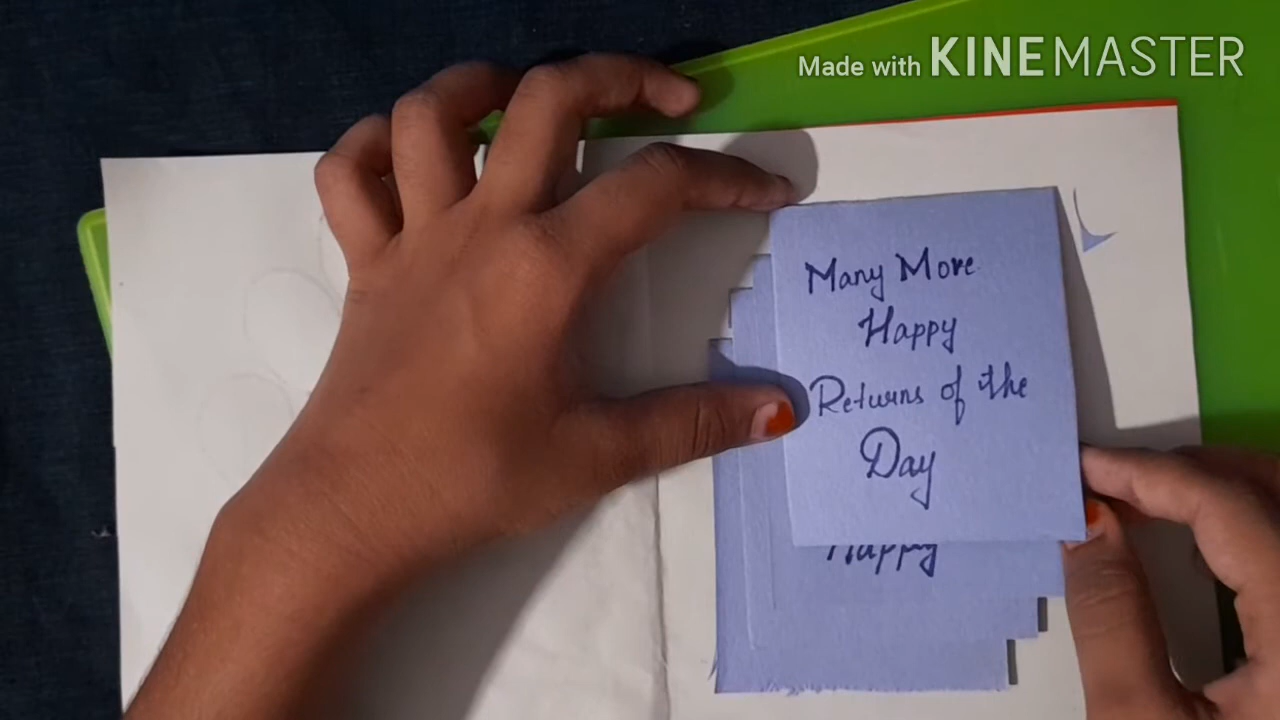 Made with KINEMASTER
Many More
Happy
Returns of the
Day
Happy